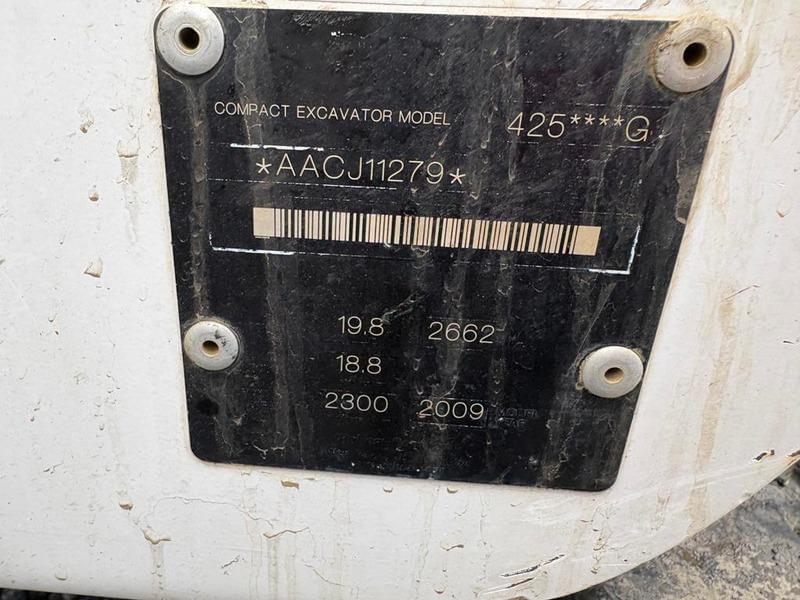 COMPACT EXCAVATOR MODEL 425****G
*AACJ11279*
19.8 2662
18.8
2300 2009